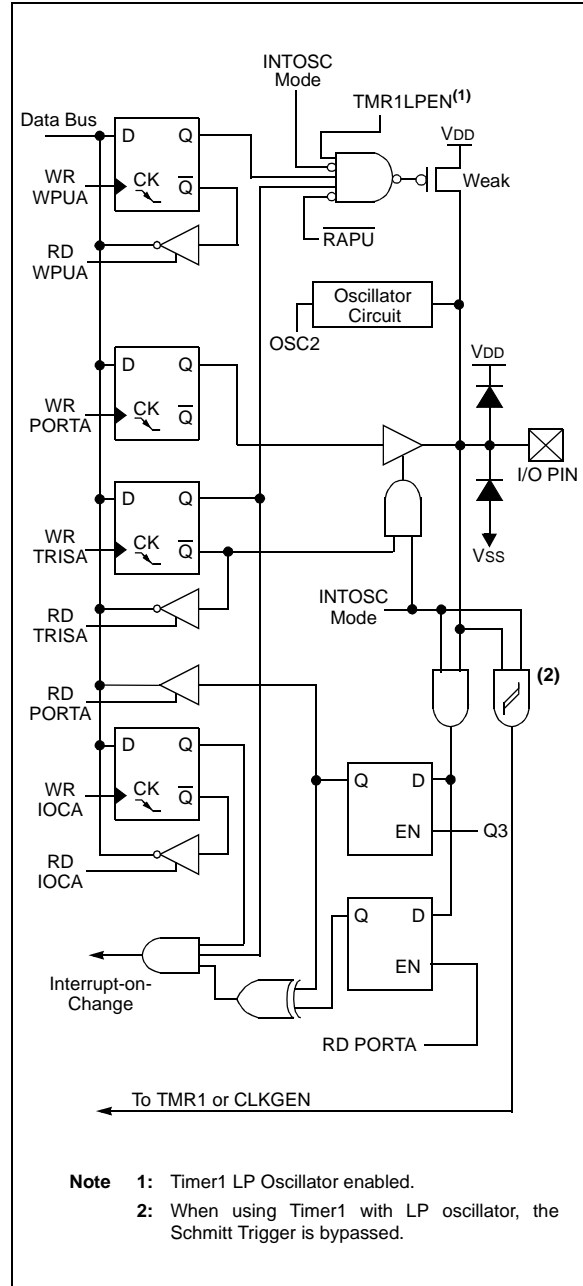 INTOSC
Mode
TMR1LPEN(1)
Data Bus
D Q
VDD
WR
WPUA
CK
Q
Weak
RAPU
RD
WPUA
Oscillator
Circuit
OSC2
VDD
D Q
WR
PORTA
CK
Q
I/O PIN
D Q
WR
TRISA
CK
Q
VSS
INTOSC
Mode
RD
TRISA
(2)
RD
PORTA
D Q
WR
IOCA
CK
Q
Q D
EN
Q3
RD
IOCA
Q D
EN
Interrupt-on-
Change
RD PORTA
To TMR1 or CLKGEN
Note 1: Timer1 LP Oscillator enabled.
2: When using Timer1 with LP oscillator, the
Schmitt Trigger is bypassed.